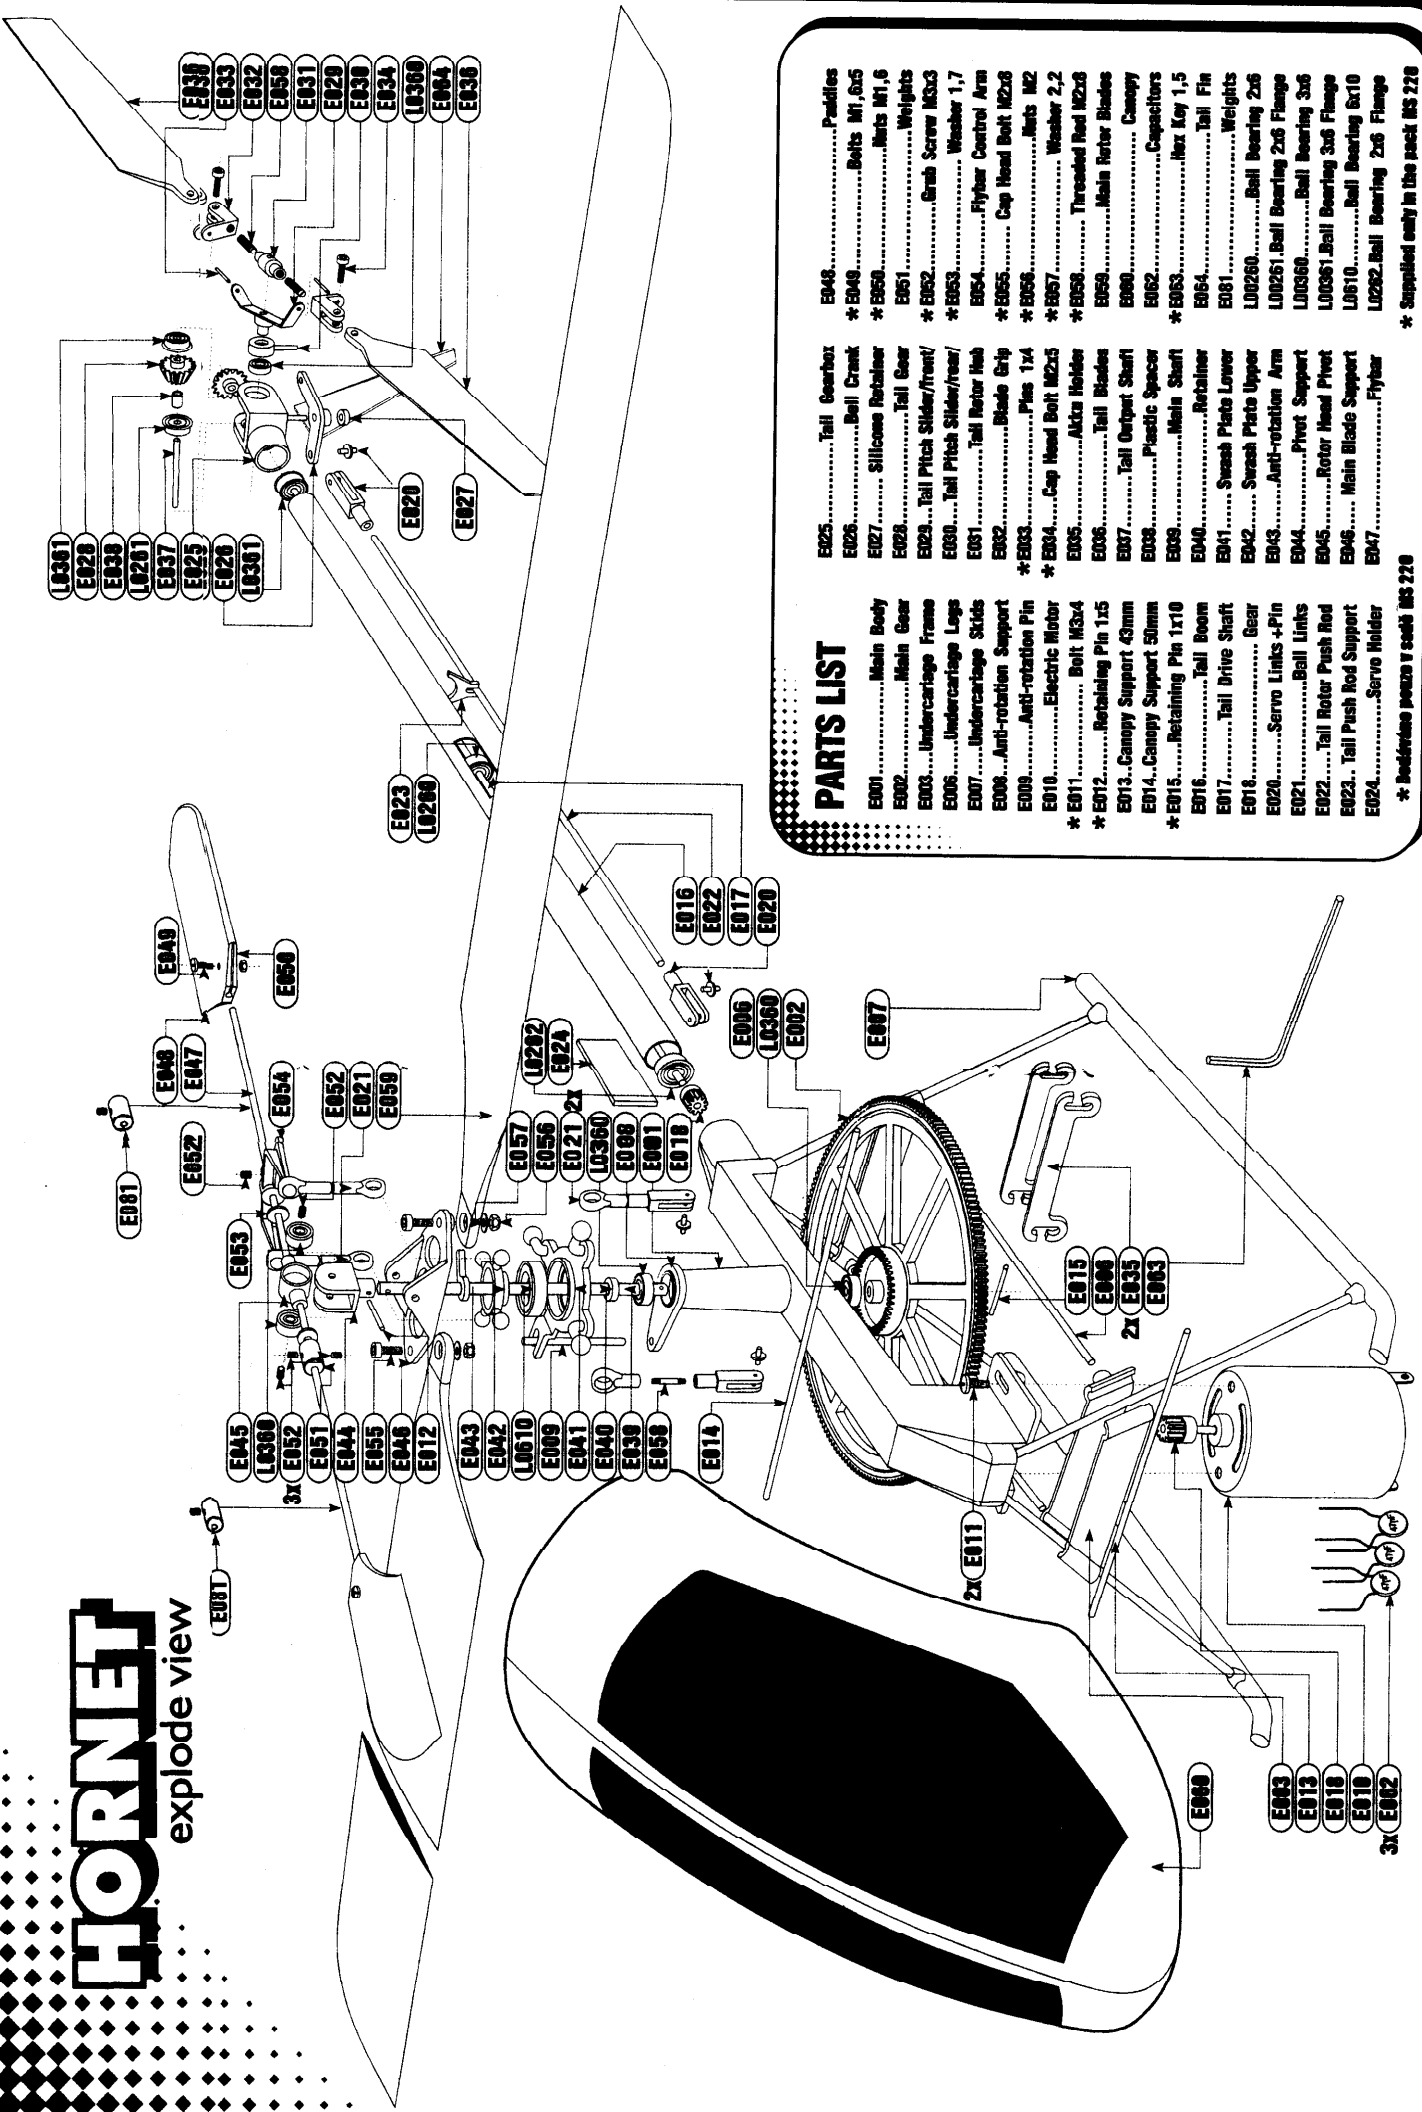 HORNET
explode view
E081
E081
E052
E053
E048
E047
E049
E050
E054
E052
E021
E059
E045
L0360
3x E052
E051
E044
E055
E046
E012
E043
E042
L0610
E009
E041
E040
E039
E058
E014
E057
E056
2x E021
L0360
E008
E001
E018
L0262
E024
E023
L0260
E016
E022
E017
E020
L0361
E028
E038
L0261
E037
E025
E026
L0361
E036
E033
E032
E058
E031
E029
E030
E034
L0360
E064
E036
E020
E027
E006
L0360
E002
E007
E015
E006
2x E035
E063
2x E011
E060
E003
E013
E018
E010
3x E062
47nF
47nF
47nF
PARTS LIST
E001..........Main Body
E002..........Main Gear
E003....Undercarriage Frame
E006.....Undercarriage Legs
E007.....Undercarriage Skids
E008...Anti-rotation Support
E009......Anti-rotation Pin
E010.......Electric Motor
*E011............ Bolt M3x4
*E012.....Retaining Pin 1x5
E013..Canopy Support 43mm
E014..Canopy Support 50mm
*E015....Retaining Pin 1x10
E016...........Tail Boom
E017.......Tail Drive Shaft
E018................. Gear
E020.......Servo Links +Pin
E021...........Ball Links
E022.....Tail Rotor Push Rod
E023.. Tail Push Rod Support
E024..........Servo Holder
* Dodáváno pouze v sadě MS 220
E025..........Tail Gearbox
E026..........Bell Crank
E027....... Silicone Retainer
E028...........Tail Gear
E029...Tail Pitch Slider/front/
E030...Tail Pitch Slider/rear/
E031.......Tail Rotor Hub
E032...........Blade Grip
*E033............Pins 1x4
*E034....Cap Head Bolt M2x5
E035...........Aku Holder
E036...........Tail Blades
E037.......Tail Output Shaft
E038........Plastic Spacer
E039..........Main Shaft
E040............Retainer
E041......Swash Plate Lower
E042......Swash Plate Upper
E043......Anti-rotation Arm
E044.........Pivot Support
E045......Rotor Head Pivot
E046..... Main Blade Support
E047...............Flybar
E048..............Paddles
*E049..........Bolts M1,6x5
*E050...........Nuts M1,6
E051..............Weights
*E052.......Grub Screw M3x3
*E053............ Washer 1,7
E054.....Flybar Control Arm
*E055.... Cap Head Bolt M2x8
*E056..............Nuts M2
*E057............ Washer 2,2
*E058..... Threaded Rod M2x8
E059......Main Rotor Blades
E060.............. Canopy
E062...........Capacitors
*E063...........Hex Key 1,5
E064............. Tail Fin
E081............. Weights
L00260........Ball Bearing 2x6
L00261.Ball Bearing 2x6 Flange
L00360........Ball Bearing 3x6
L00361.Ball Bearing 3x6 Flange
L0610........Ball Bearing 6x10
L0262.Ball Bearing 2x6 Flange
* Supplied only in the pack MS 220